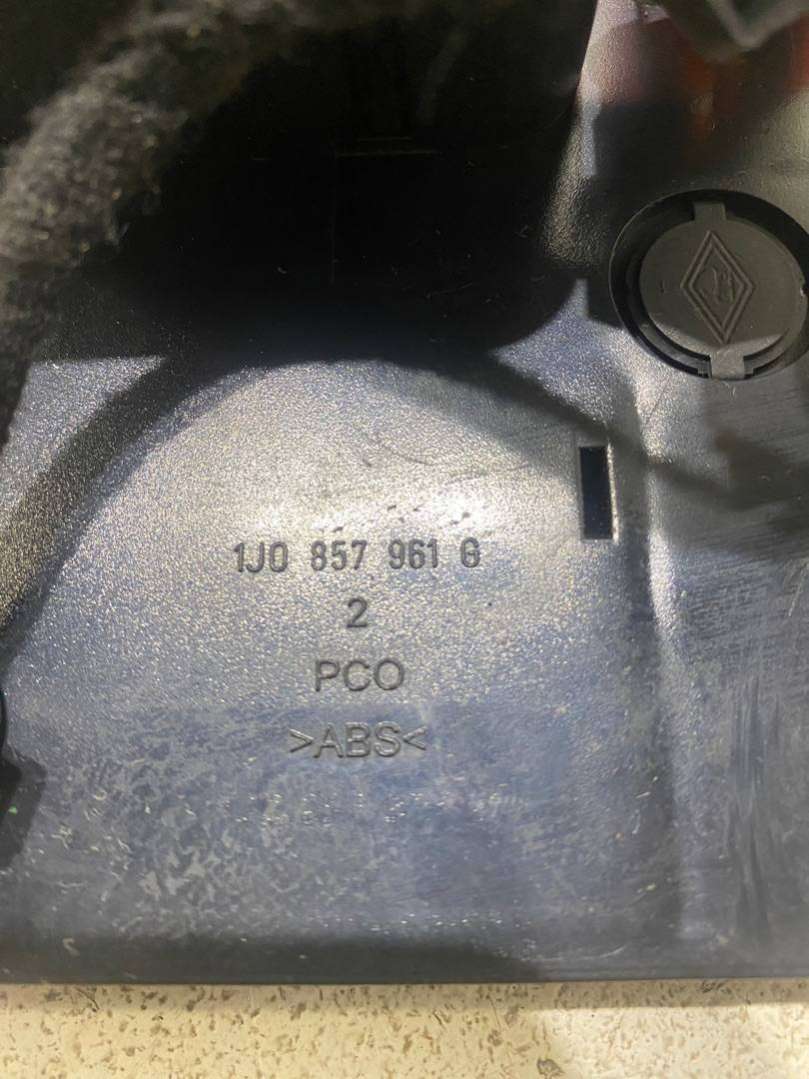 1J0 857 961 G
2
PCO
>ABS<